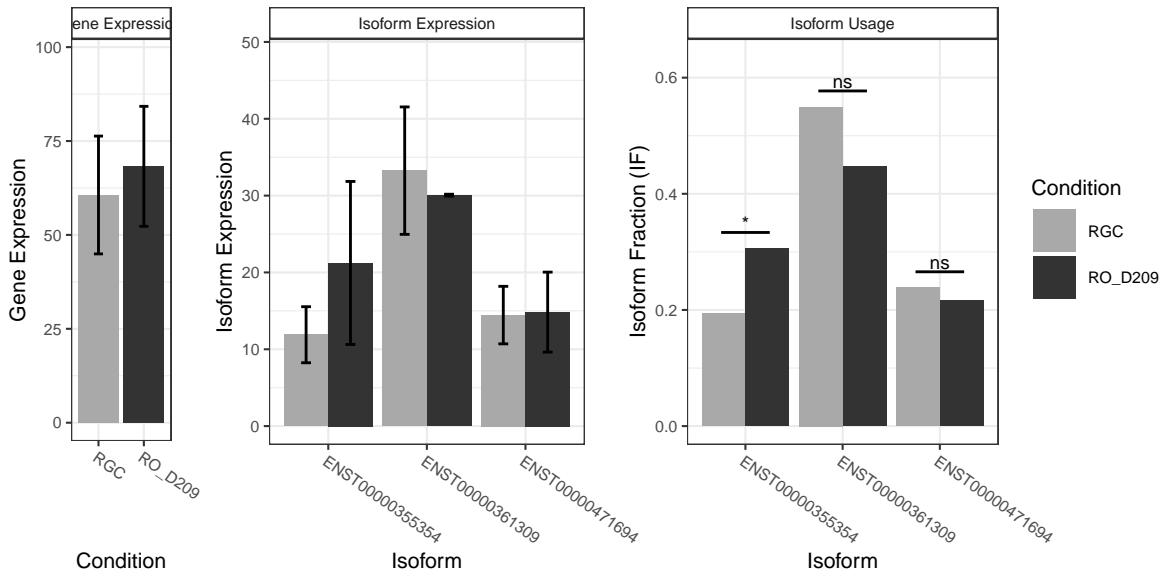 ene Expressio
Isoform Expression
Isoform Usage
Gene Expression
100
75
50
25
0
RGC
RO_D209
Condition
Isoform Expression
50
40
30
20
10
0
ENST00000355354
ENST00000361309
ENST00000471694
Isoform
Isoform Fraction (IF)
0.6
0.4
0.2
0.0
*
ns
ns
ENST00000355354
ENST00000361309
ENST00000471694
Isoform
Condition
RGC
RO_D209